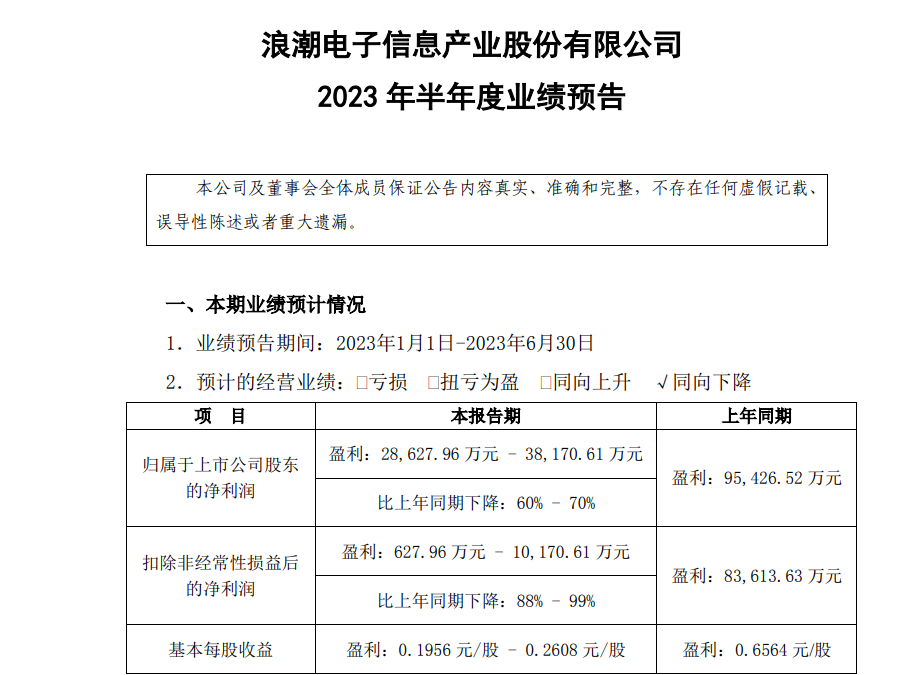 浪潮电子信息产业股份有限公司
2023 年半年度业绩预告
本公司及董事会全体成员保证公告内容真实、准确和完整，不存在任何虚假记载、
误导性陈述或者重大遗漏。
一、本期业绩预计情况
1．业绩预告期间：2023年1月1日-2023年6月30日
2．预计的经营业绩：□亏损 □扭亏为盈 □同向上升 √同向下降
项 目 本报告期 上年同期
归属于上市公司股东
的净利润
盈利：28,627.96 万元 - 38,170.61 万元
比上年同期下降：60% - 70%
盈利：95,426.52 万元
扣除非经常性损益后
的净利润
盈利：627.96 万元 - 10,170.61 万元
比上年同期下降：88% - 99%
盈利：83,613.63 万元
基本每股收益 盈利：0.1956 元/股 - 0.2608 元/股 盈利：0.6564 元/股